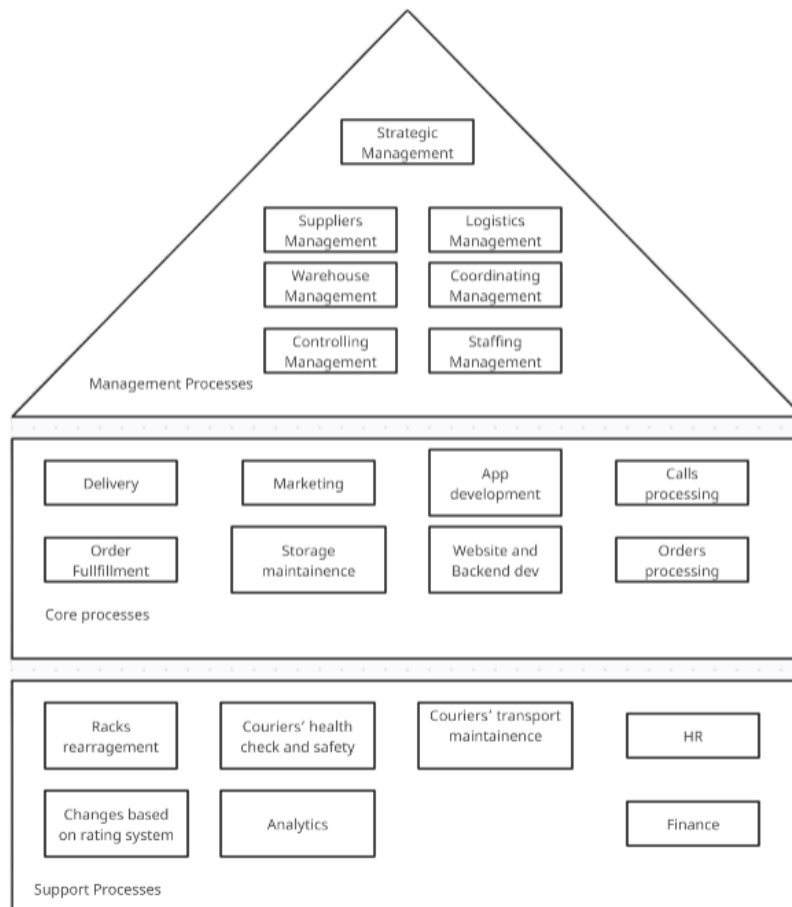 Strategic
Management
Suppliers
Management
Logistics
Management
Warehouse
Management
Coordinating
Management
Controlling
Management
Staffing
Management
Management Processes
Delivery
Marketing
App
development
Calls
processing
Order
Fullfillment
Storage
maintainence
Website and
Backend dev
Orders
processing
Core processes
Racks
rearragement
Couriers' health
check and safety
Couriers' transport
maintainence
HR
Changes based
on rating system
Analytics
Finance
Support Processes